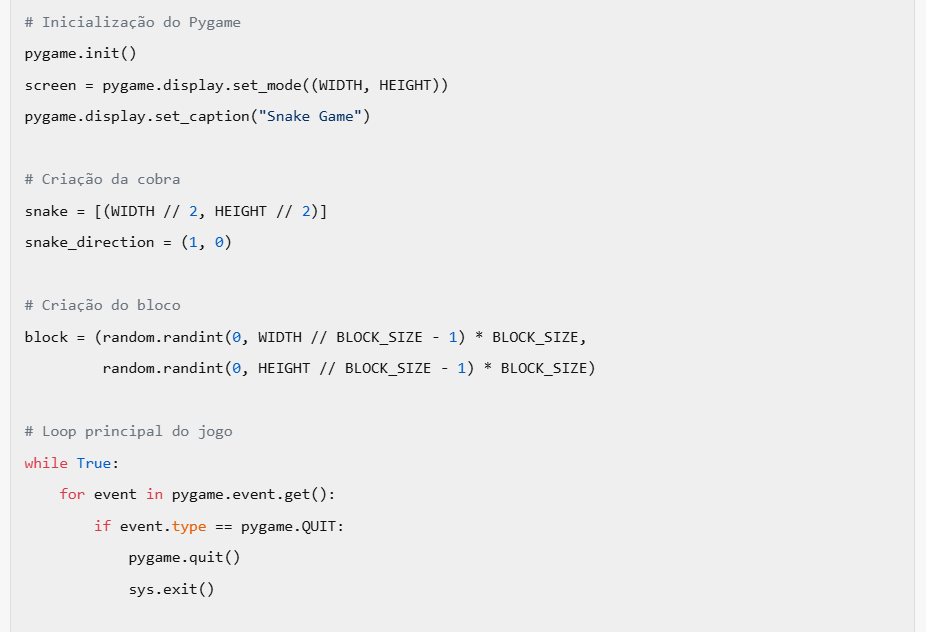 # Inicialização do Pygame
pygame.init()
screen = pygame.display.set_mode((WIDTH, HEIGHT))
pygame.display.set_caption("Snake Game")

# Criação da cobra
snake = [(WIDTH // 2, HEIGHT // 2)]
snake_direction = (1, 0)

# Criação do bloco
block = (random.randint(0, WIDTH // BLOCK_SIZE - 1) * BLOCK_SIZE,
         random.randint(0, HEIGHT // BLOCK_SIZE - 1) * BLOCK_SIZE)

# Loop principal do jogo
while True:
    for event in pygame.event.get():
        if event.type == pygame.QUIT:
            pygame.quit()
            sys.exit()